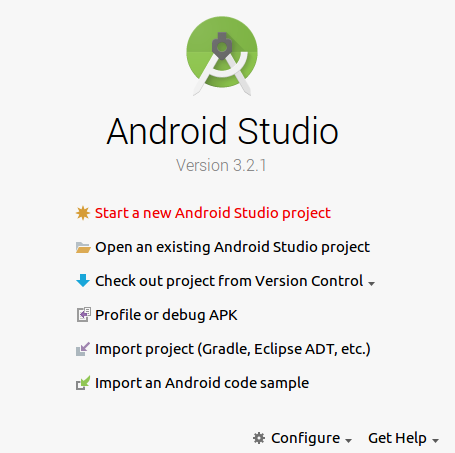 Android Studio
Version 3.2.1
Start a new Android Studio project
Open an existing Android Studio project
Check out project from Version Control
Profile or debug APK
Import project (Gradle, Eclipse ADT, etc.)
Import an Android code sample
Configure Get Help